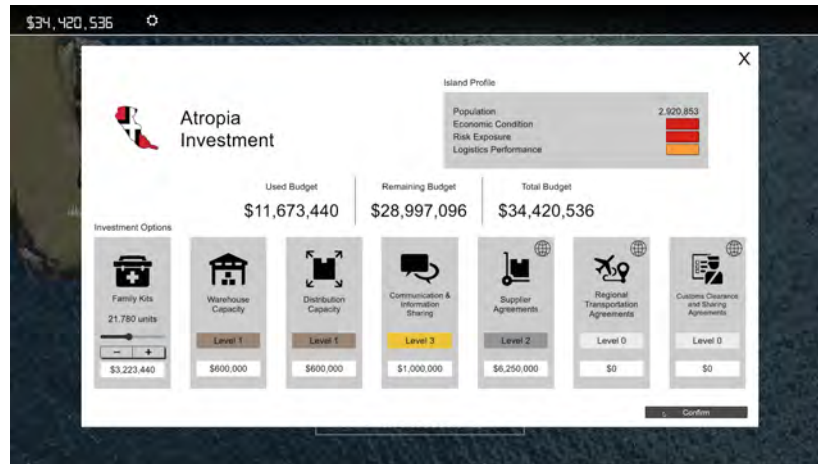 $34,420,536
X
Island Profile
Atropia
Investment
Population 2,920,853
Economic Condition
Risk Exposure
Logistics Performance
Used Budget Remaining Budget Total Budget
$11,673,440 $28,997,096 $34,420,536
Investment Options
Family Kits
21.780 units
− +
$3,223,440
Warehouse
Capacity
Level 1
$600,000
Distribution
Capacity
Level 1
$600,000
Communication &
Information
Sharing
Level 3
$1,000,000
Supplier
Agreements
Level 2
$6,250,000
Regional
Transportation
Agreements
Level 0
$0
Customs Clearance
and Sharing
Agreements
Level 0
$0
Confirm